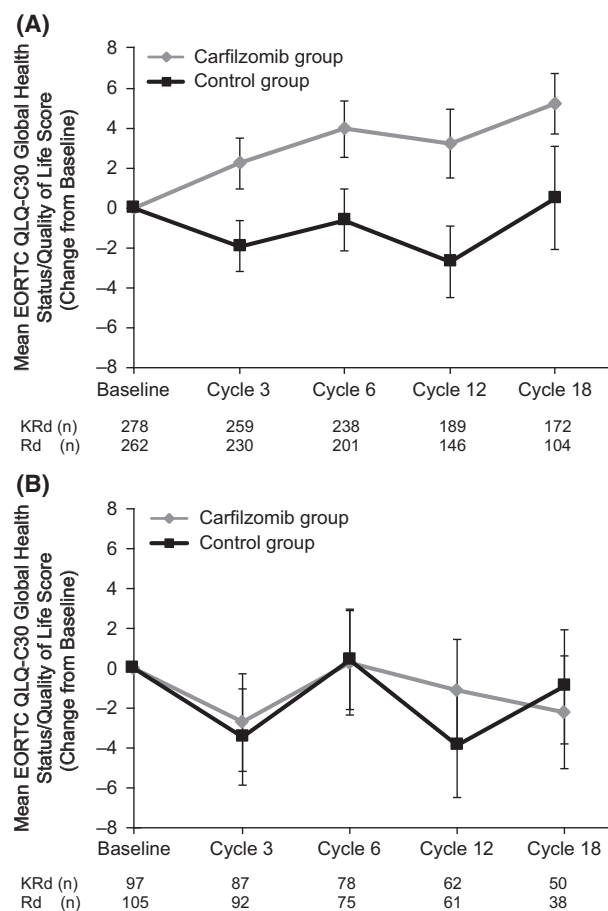 (A)
Mean EORTC QLQ-C30 Global Health
Status/Quality of Life Score
(Change from Baseline)
8
6
4
2
0
–2
–4
–6
–8
Carfilzomib group
Control group
Baseline Cycle 3 Cycle 6 Cycle 12 Cycle 18
KRd (n) 278 259 238 189 172
Rd (n) 262 230 201 146 104
(B)
Mean EORTC QLQ-C30 Global Health
Status/Quality of Life Score
(Change from Baseline)
8
6
4
2
0
–2
–4
–6
–8
Carfilzomib group
Control group
Baseline Cycle 3 Cycle 6 Cycle 12 Cycle 18
KRd (n) 97 87 78 62 50
Rd (n) 105 92 75 61 38